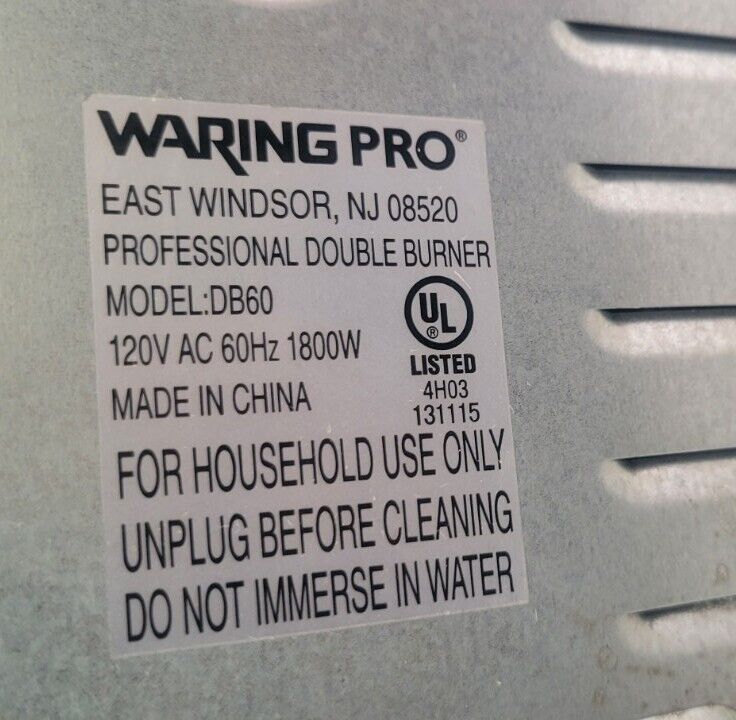 WARING PRO®
EAST WINDSOR, NJ 08520
PROFESSIONAL DOUBLE BURNER
MODEL:DB60
120V AC 60Hz 1800W
MADE IN CHINA
UL®
LISTED
4H03
131115
FOR HOUSEHOLD USE ONLY
UNPLUG BEFORE CLEANING
DO NOT IMMERSE IN WATER